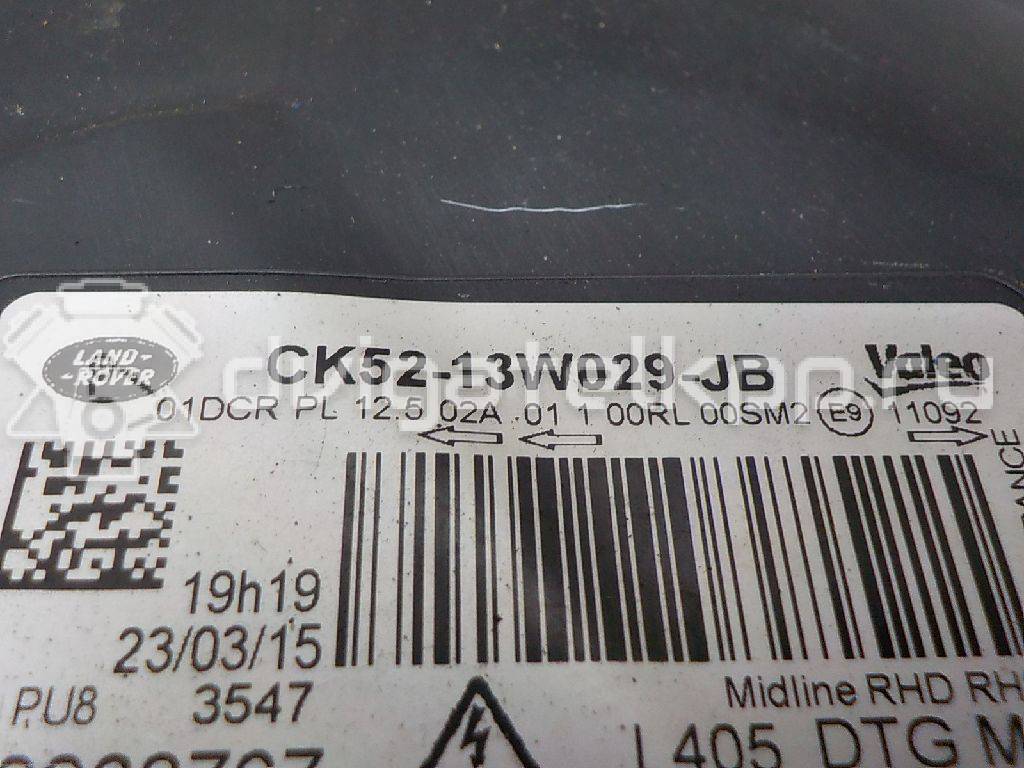 LAND-
-ROVER
CK52-13W029-JB
Valeo
01DCR PL 12.5 02A .01 1 00RL 00SM2 E9 11092
19h19
23/03/15
PU8
3547
Midline RHD RH
L405 DTG M